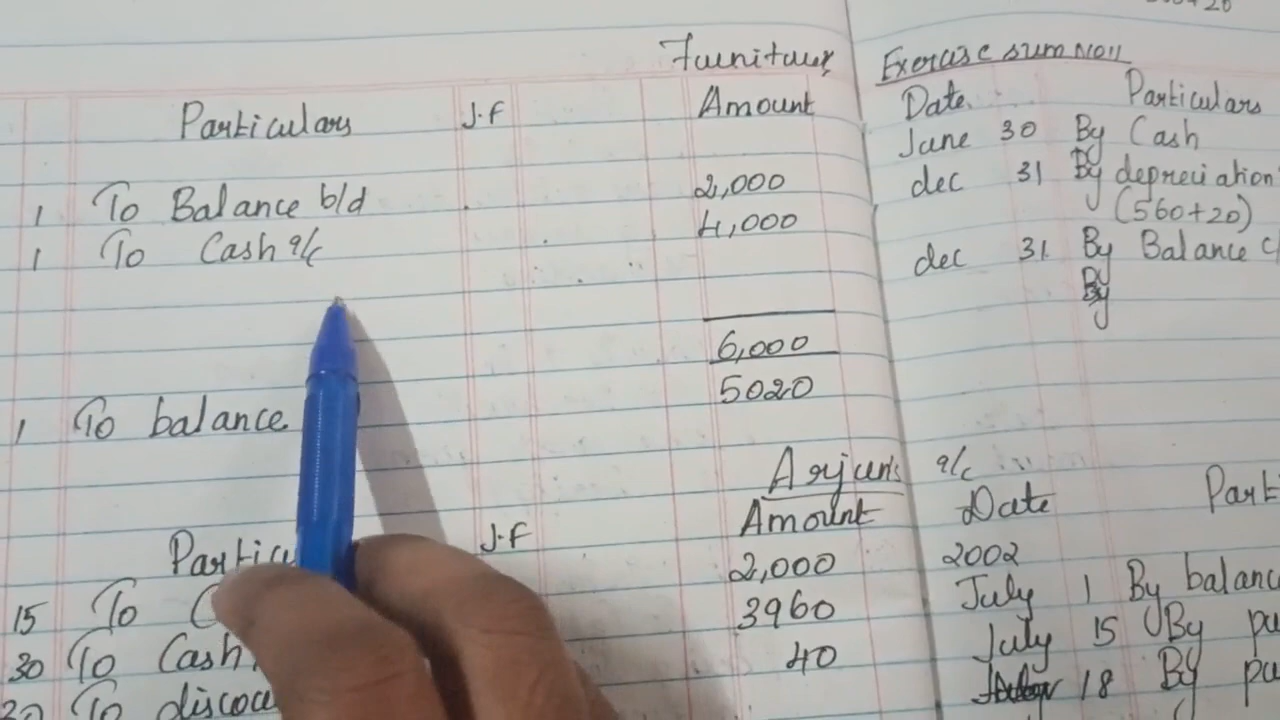 Furniture
Exercise sum No 11
Particulars J.F Amount
Date Particulars
June 30 By Cash
1 To Balance b/d 2,000
dec 31 By depreciation
(560+20)
1 To Cash a/c 4,000
dec 31 By Balance c/
By
6,000
1 To balance 5020
Arjun's a/c
Particu J.F Amount
Date Parti
2002
2,000
July 1 By balanc
15 To C 3960
July 15 By pu
30 To Cash 40
18 By pu
To discou